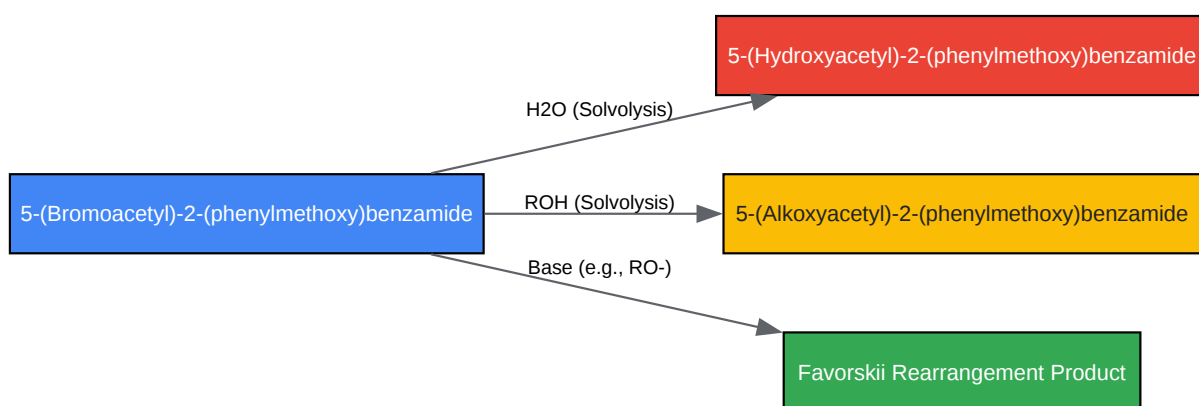 5-(Hydroxyacetyl)-2-(phenylmethoxy)benzamide
H2O (Solvolysis)
5-(Bromoacetyl)-2-(phenylmethoxy)benzamide
ROH (Solvolysis)
5-(Alkoxyacetyl)-2-(phenylmethoxy)benzamide
Base (e.g., RO-)
Favorskii Rearrangement Product